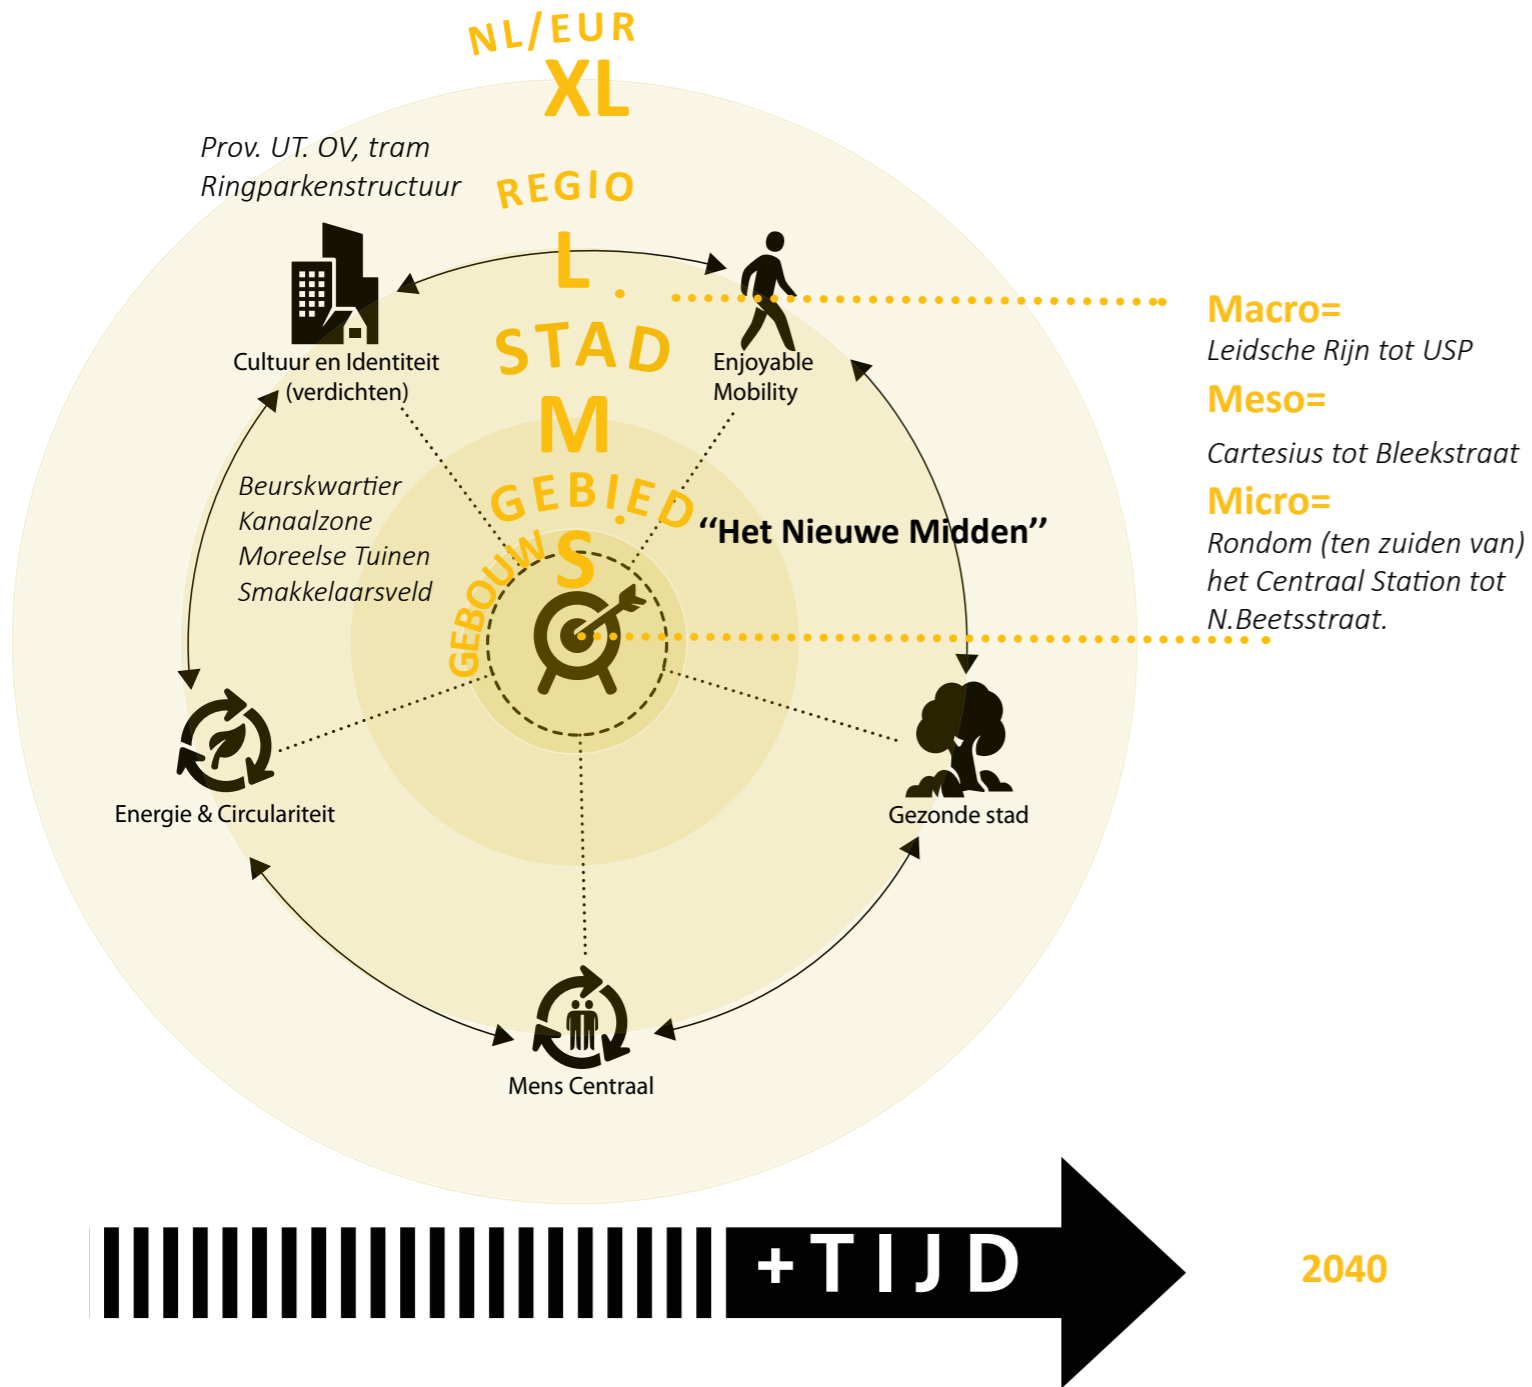 NL/EUR
XL
Prov. UT. OV, tram
Ringparkenstructuur
REGIO
L
STAD
M
GEBIED
GEBOUW
S
Cultuur en Identiteit
(verdichten)
Enjoyable
Mobility
Beurskwartier
Kanaalzone
Moreelse Tuinen
Smakkelaarsveld
“Het Nieuwe Midden”
Energie & Circulariteit
Gezonde stad
Mens Centraal
Macro=
Leidsche Rijn tot USP
Meso=
Cartesius tot Bleekstraat
Micro=
Rondom (ten zuiden van)
het Centraal Station tot
N.Beetsstraat.
+TIJD
2040